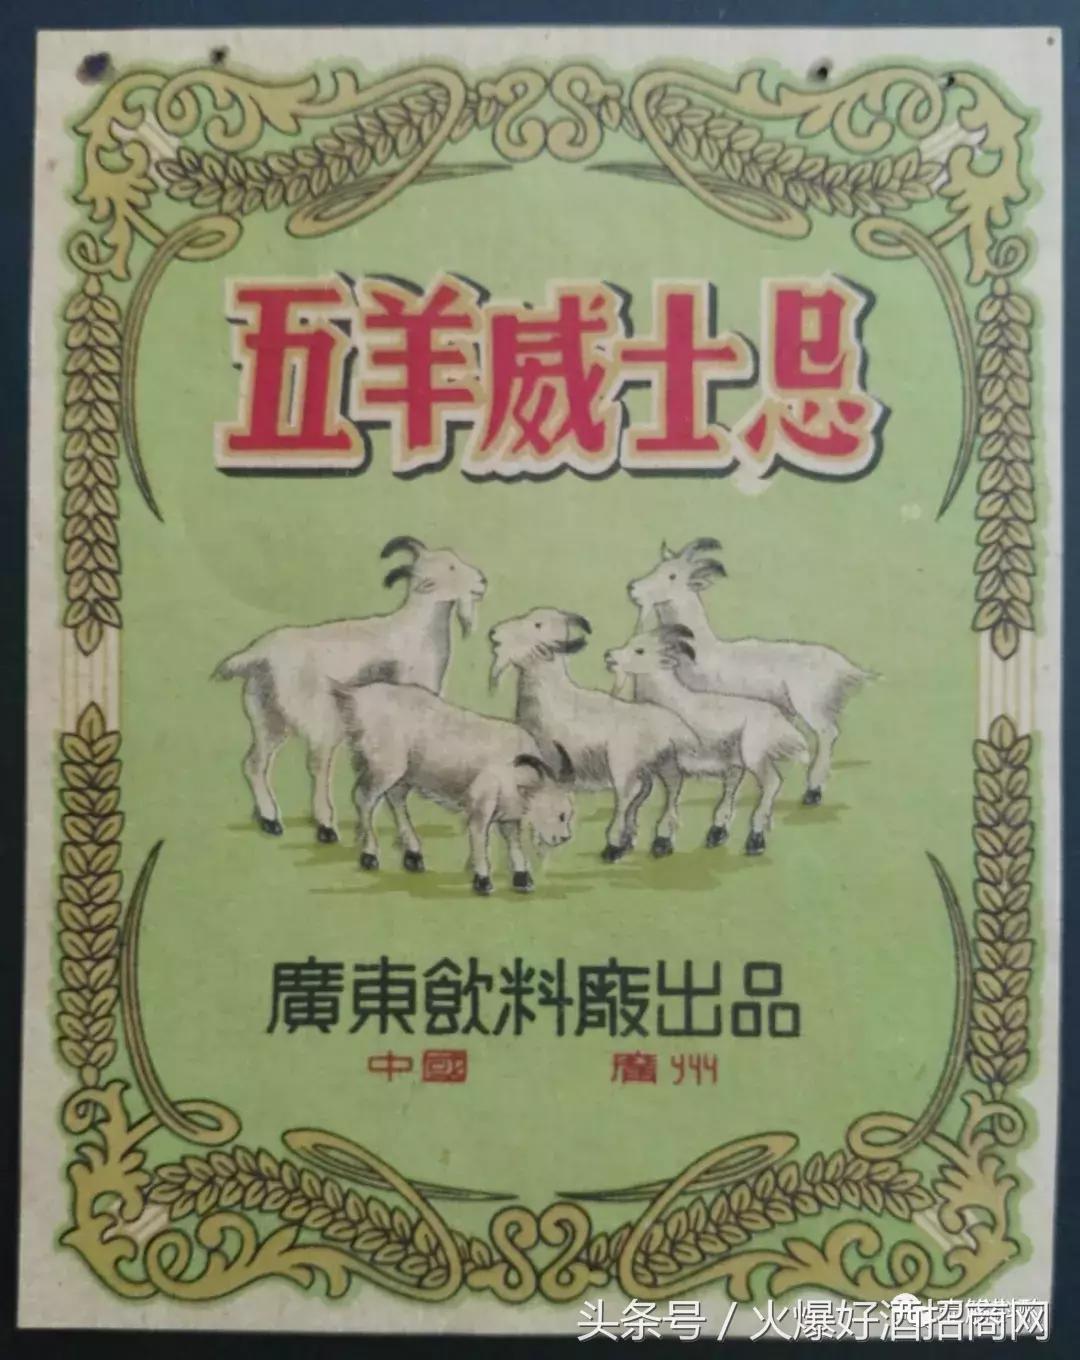 五羊威士忌
廣東飲料廠出品
中國 廣州
头条号 / 火爆好酒招商网